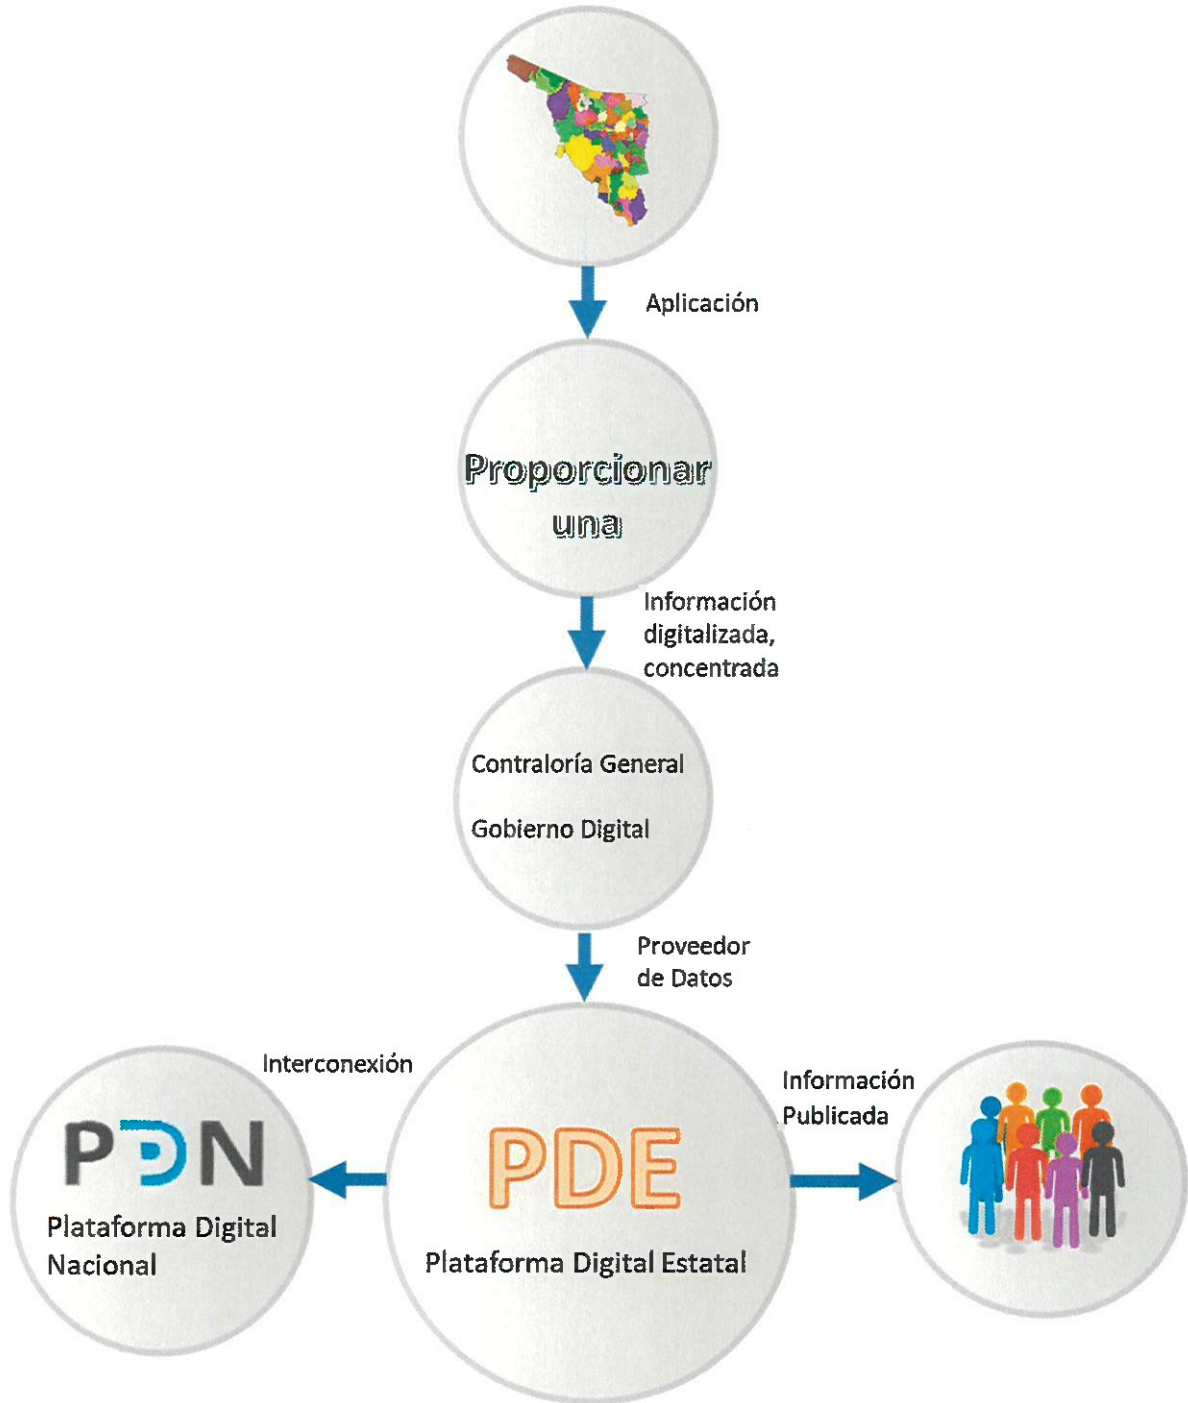 Aplicación
Proporcionar
una
Información
digitalizada,
concentrada
Contraloría General
Gobierno Digital
Proveedor
de Datos
Interconexión
PDN
Plataforma Digital
Nacional
PDE
Plataforma Digital Estatal
Información
Publicada